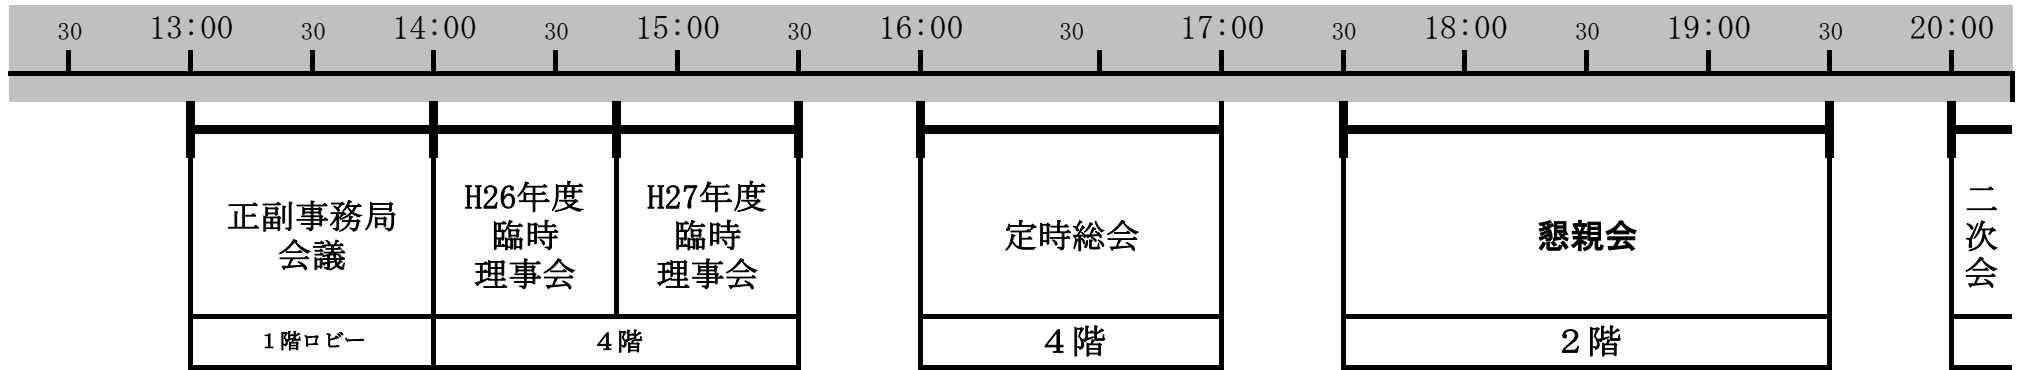 30 13:00 30 14:00 30 15:00 30 16:00 30 17:00 30 18:00 30 19:00 30 20:00
正副事務局
会議
H26年度
臨時
理事会
H27年度
臨時
理事会
定時総会
懇親会
二次会
１階ロビー
４階
４階
２階